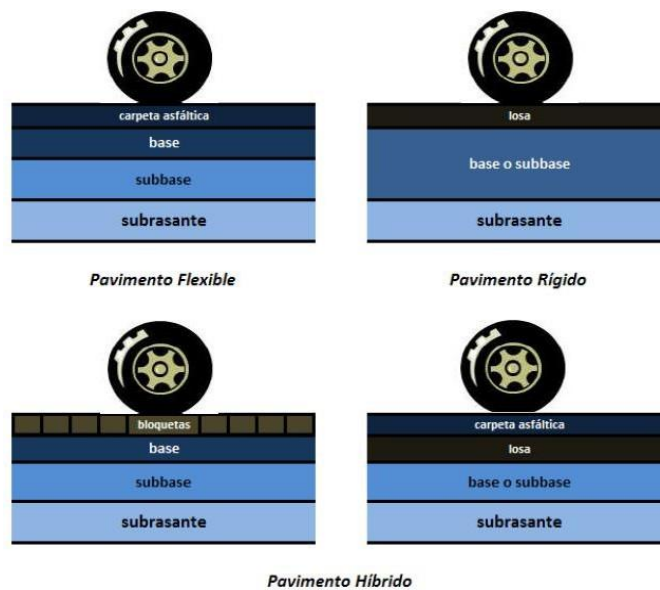 carpeta asfáltica
base
subbase
subrasante
Pavimento Flexible
losa
base o subbase
subrasante
Pavimento Rígido
bloquetas
base
subbase
subrasante
carpeta asfáltica
losa
base o subbase
subrasante
Pavimento Híbrido